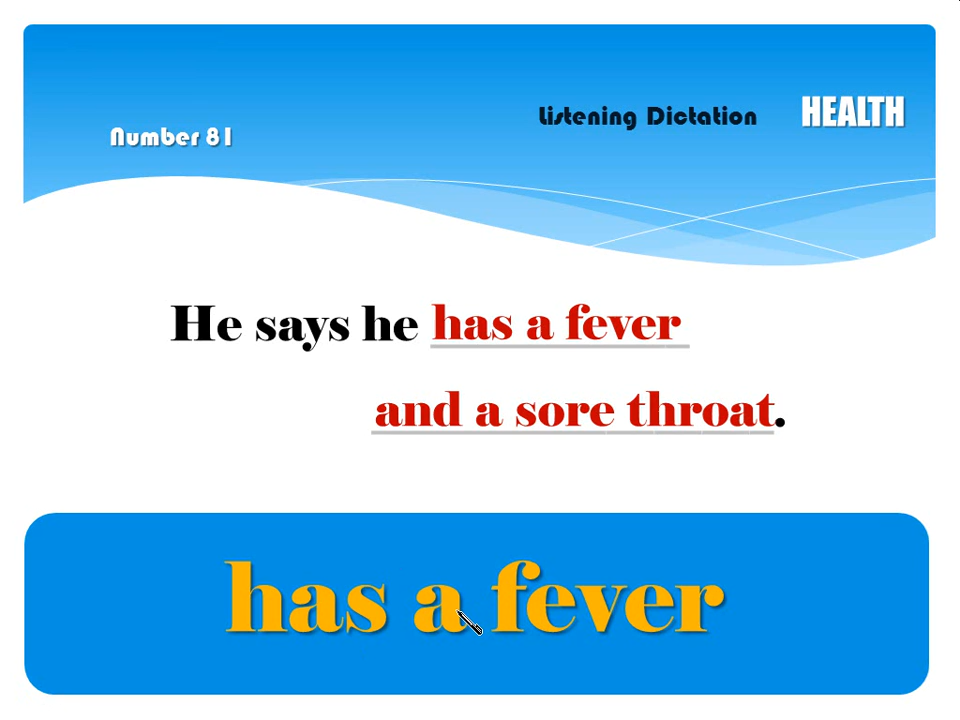 Listening Dictation HEALTH
Number 81
He says he has a fever
and a sore throat.
has a fever